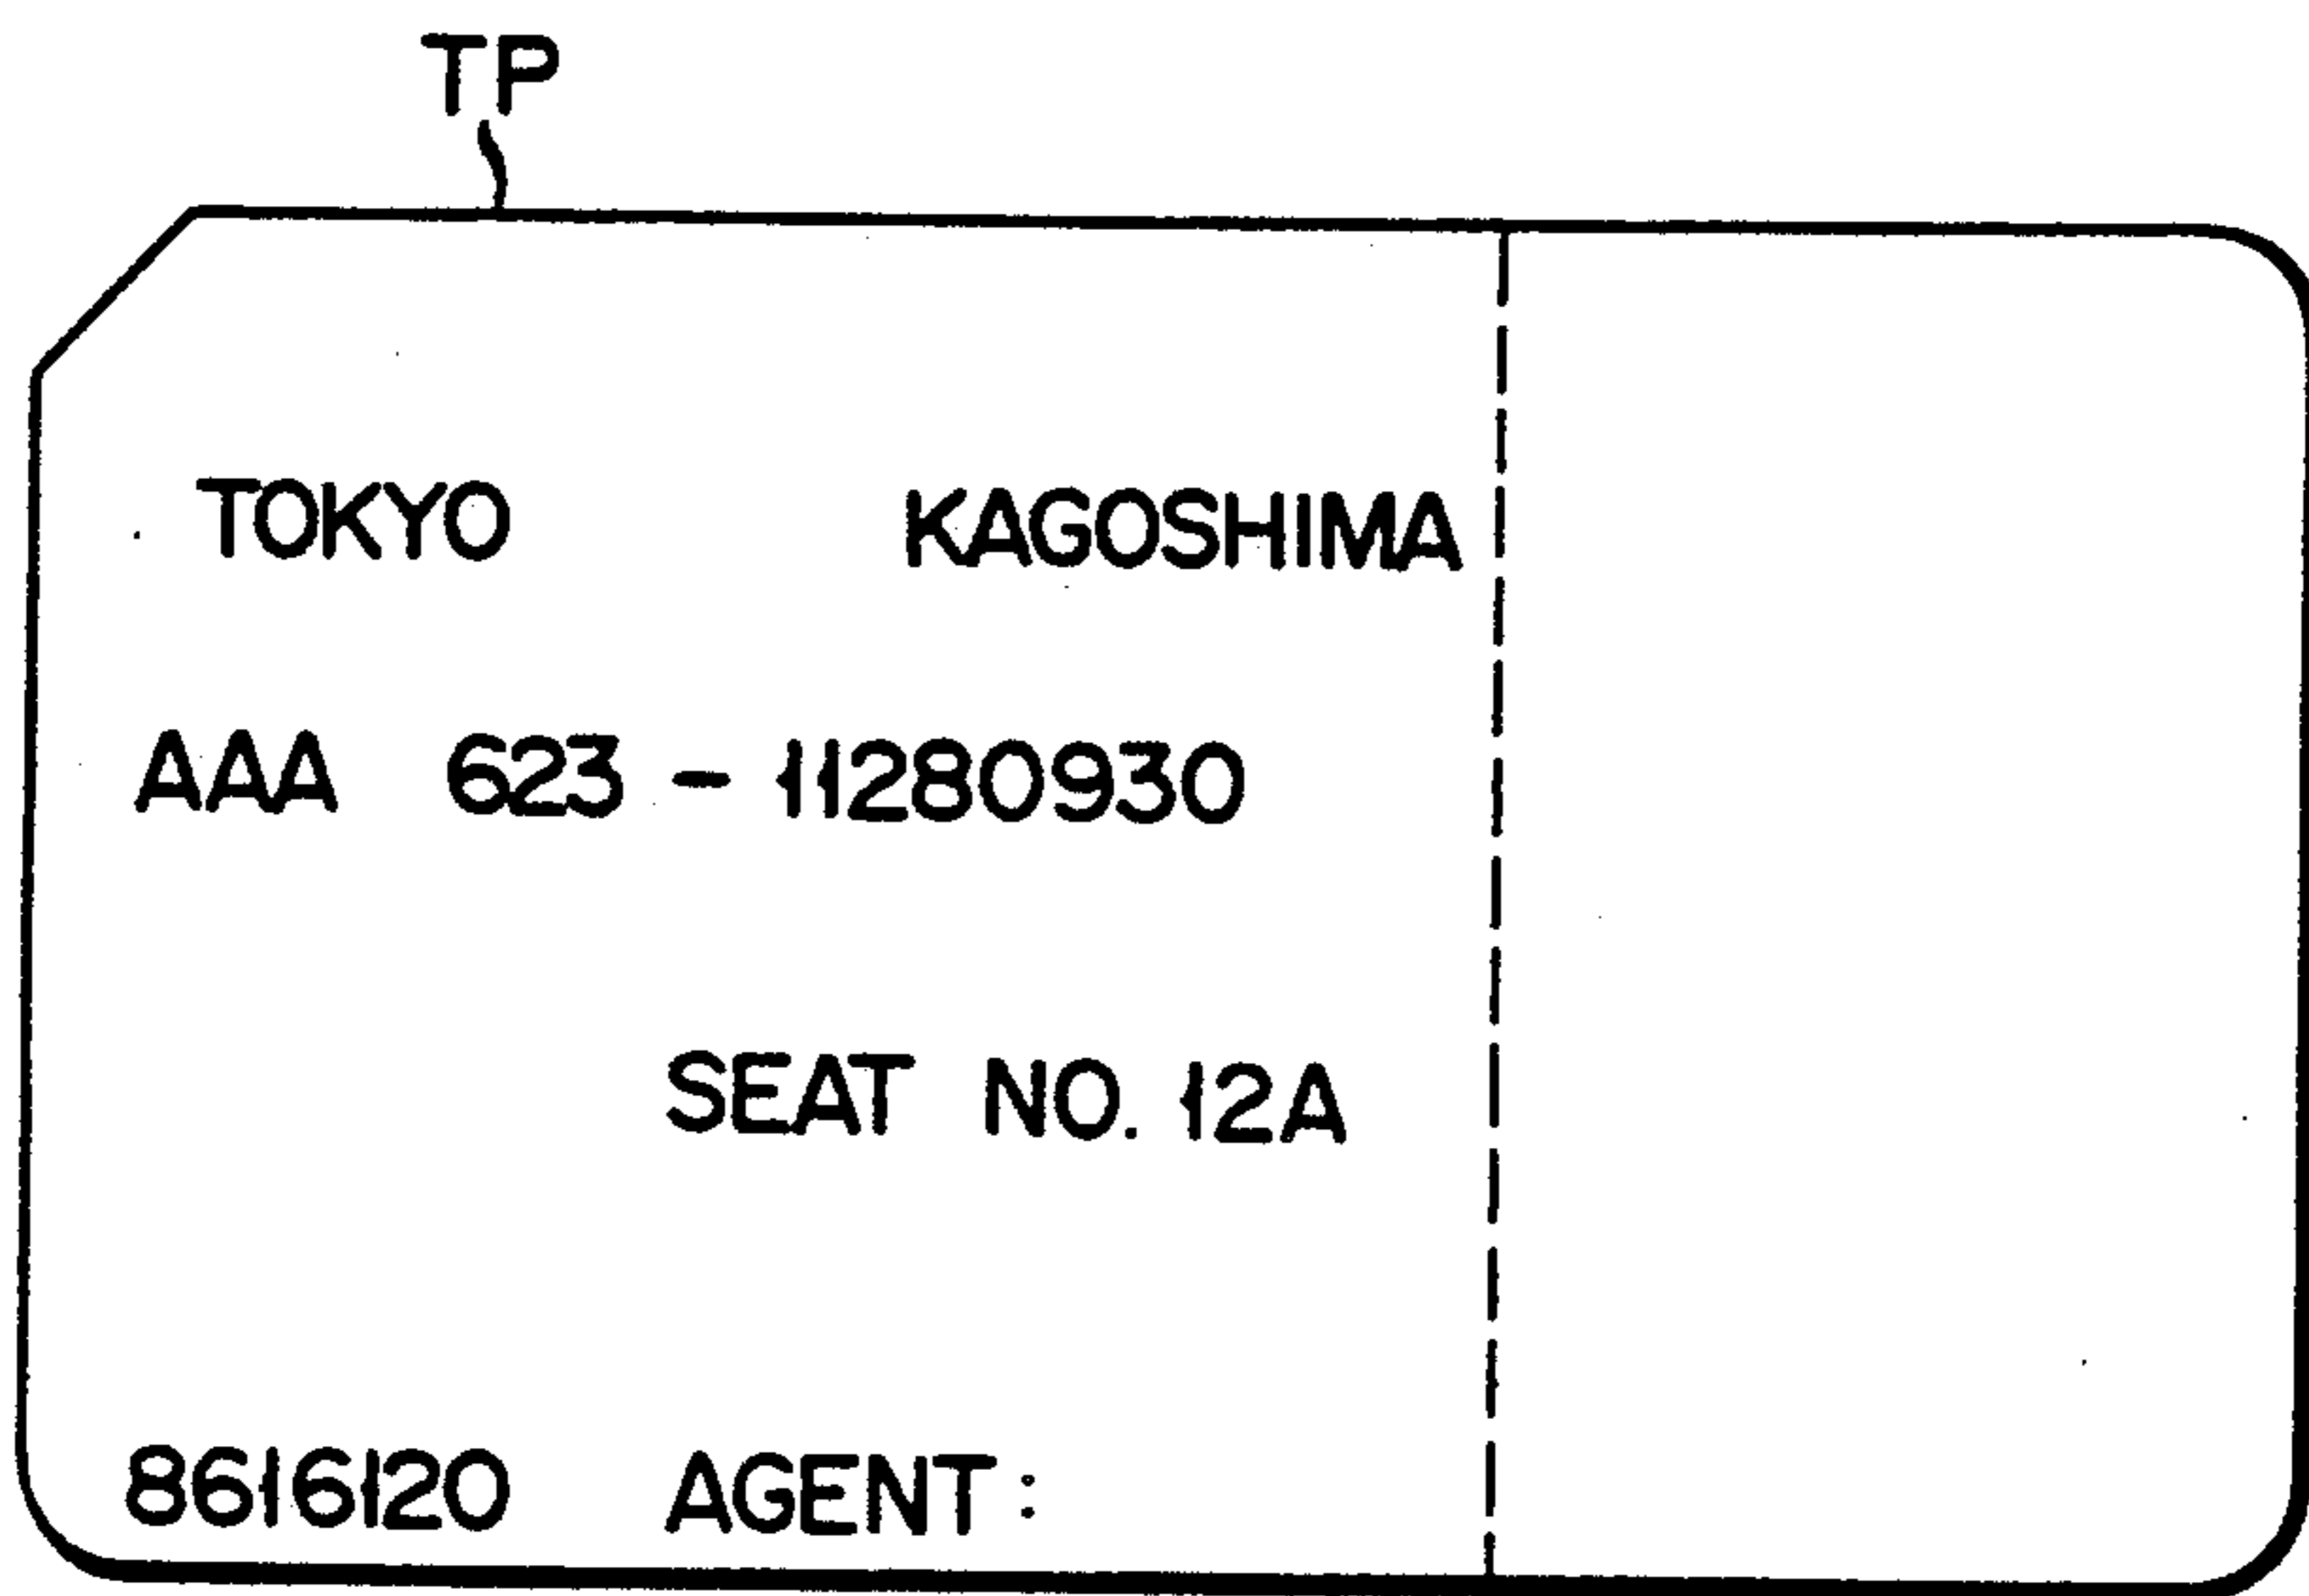 TP
TOKYO KAGOSHIMA
AAA 623 - 11280930
SEAT NO. 12A
8616120 AGENT: